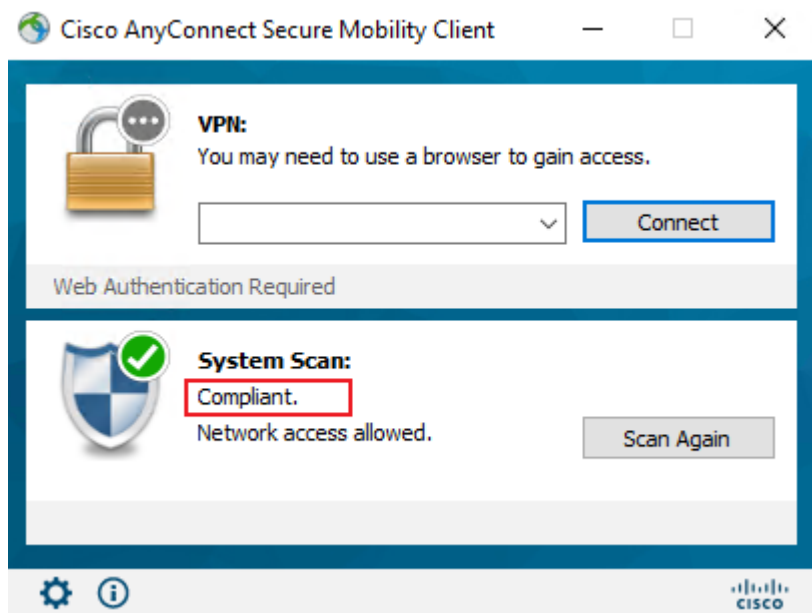 Cisco AnyConnect Secure Mobility Client
VPN:
You may need to use a browser to gain access.
Connect
Web Authentication Required
System Scan:
Compliant.
Network access allowed.
Scan Again
CISCO